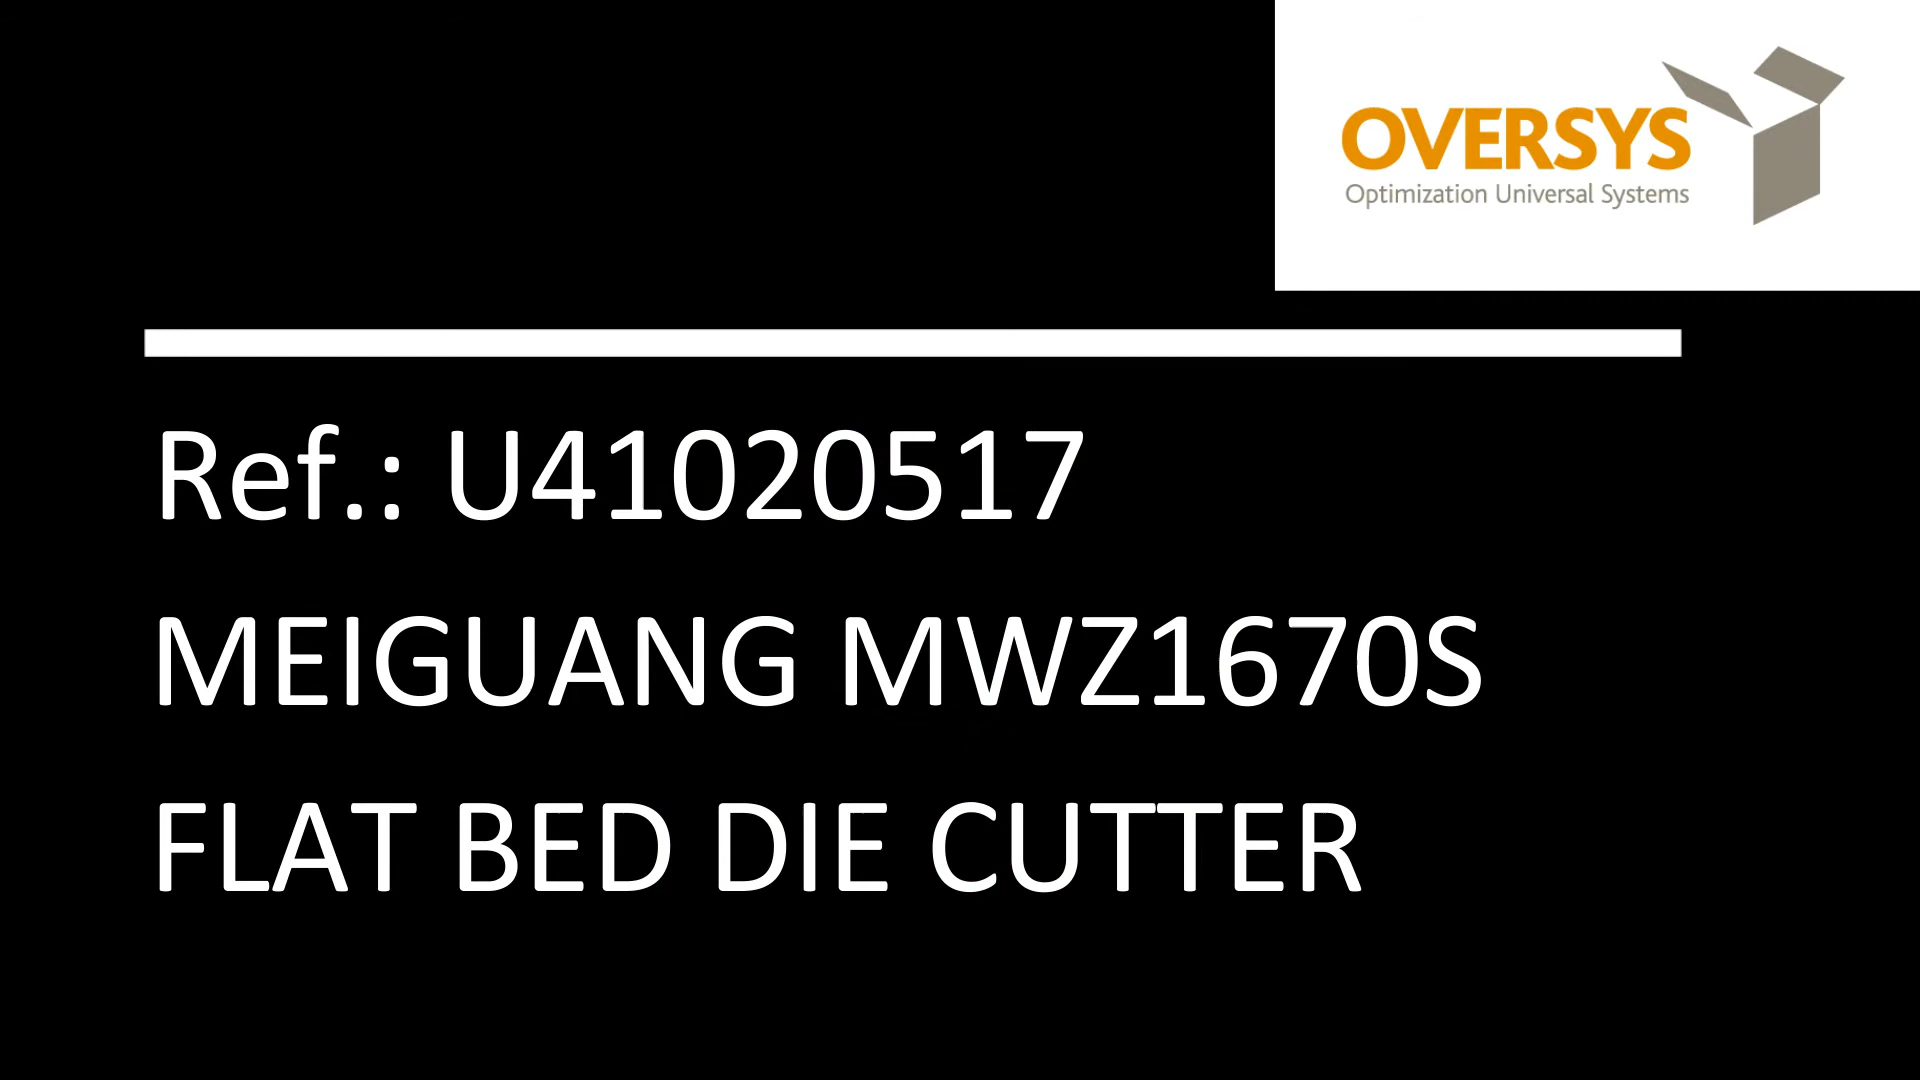 OVERSYS
Optimization Universal Systems
Ref.: U41020517
MEIGUANG MWZ1670S
FLAT BED DIE CUTTER